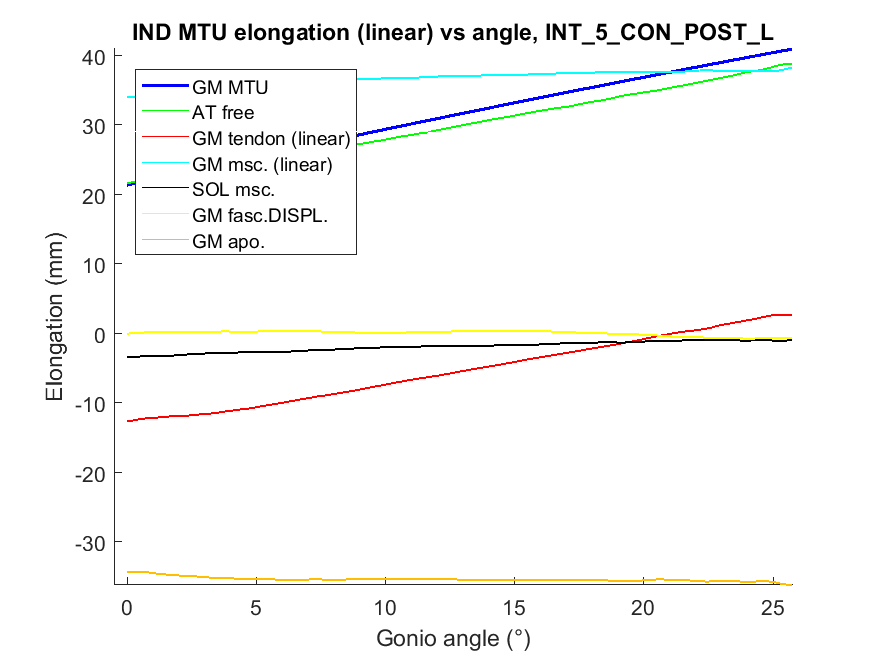 IND MTU elongation (linear) vs angle, INT_5_CON_POST_L
40
30
20
10
0
-10
-20
-30
Elongation (mm)
GM MTU
AT free
GM tendon (linear)
GM msc. (linear)
SOL msc.
GM fasc.DISPL.
GM apo.
0 5 10 15 20 25
Gonio angle (°)